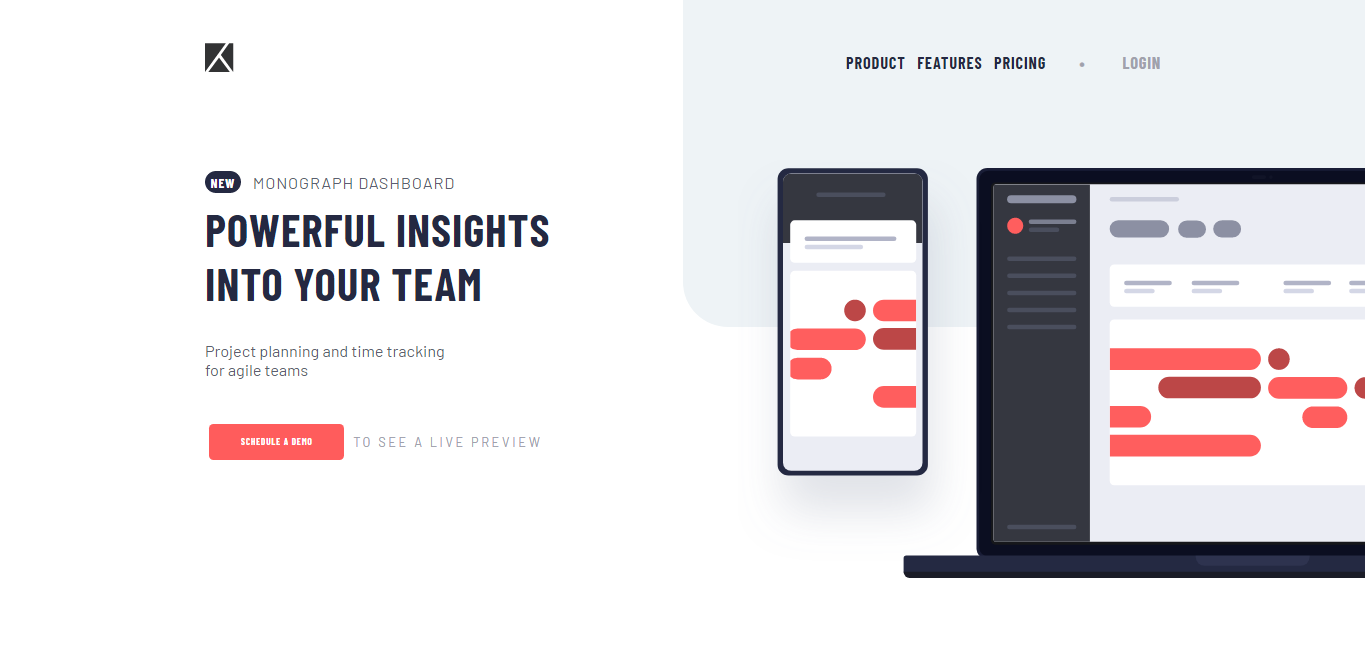 PRODUCT FEATURES PRICING • LOGIN
NEW MONOGRAPH DASHBOARD
POWERFUL INSIGHTS
INTO YOUR TEAM
Project planning and time tracking
for agile teams
SCHEDULE A DEMO TO SEE A LIVE PREVIEW